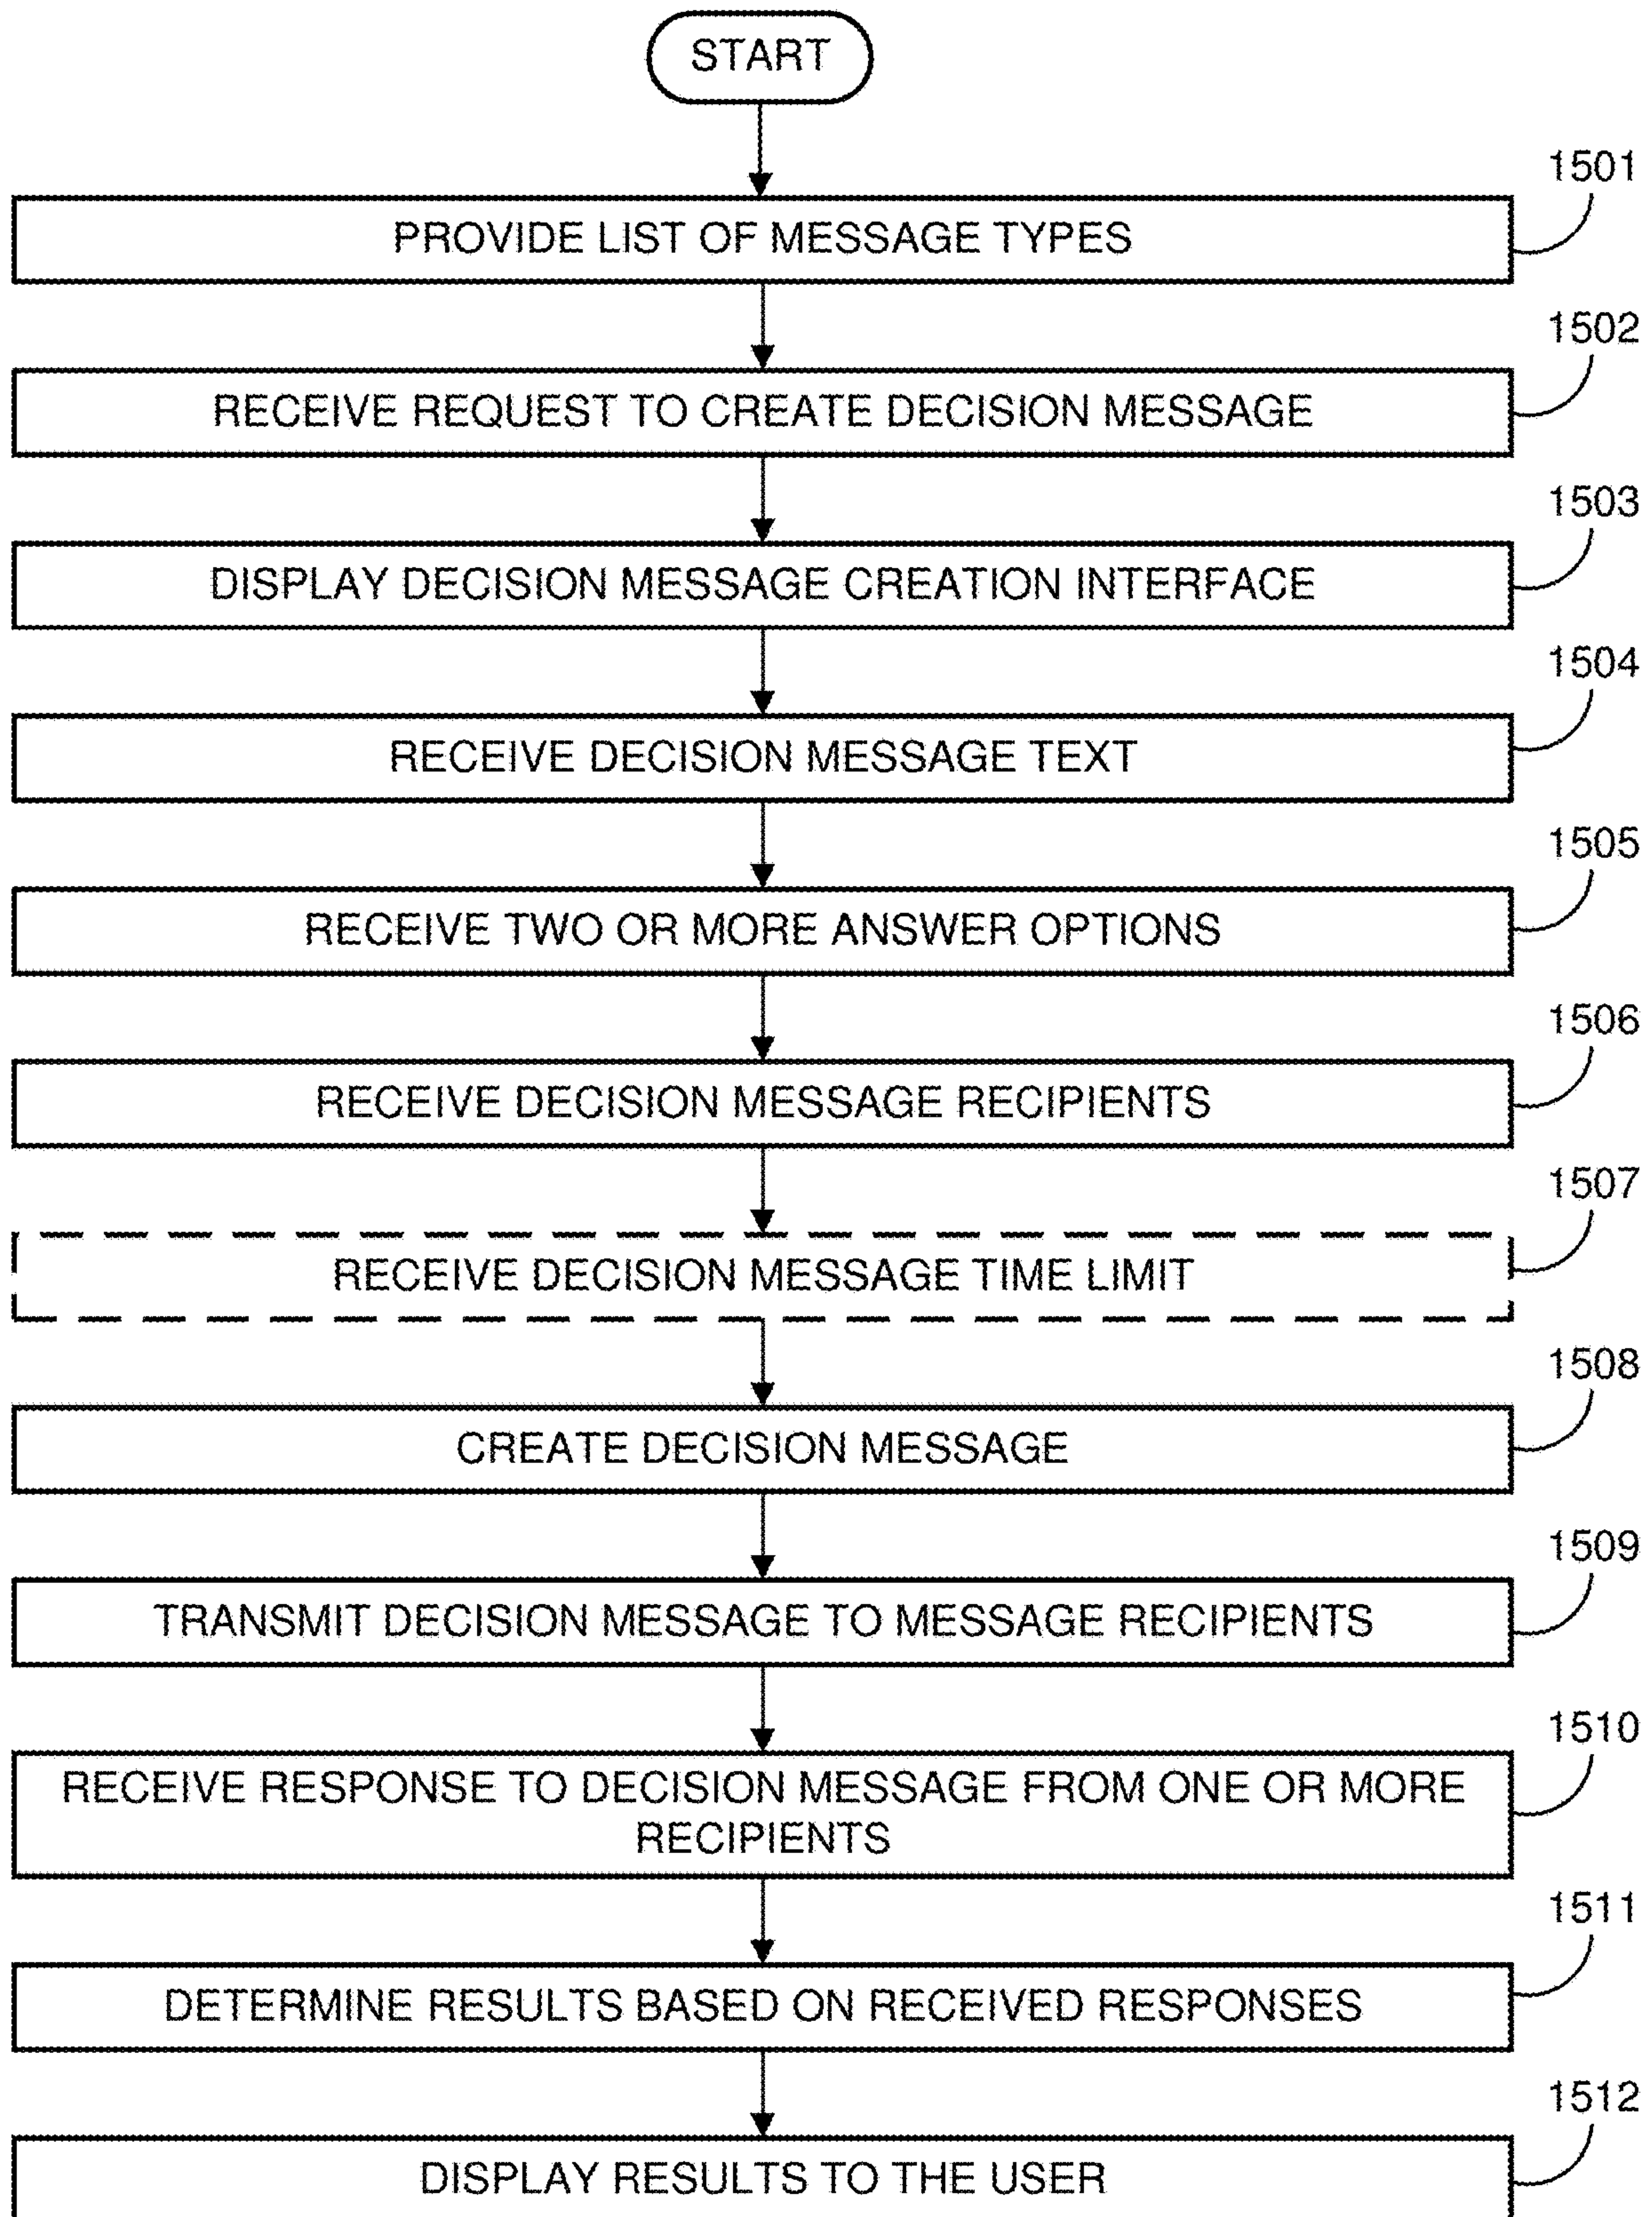 START
1501
PROVIDE LIST OF MESSAGE TYPES
1502
RECEIVE REQUEST TO CREATE DECISION MESSAGE
1503
DISPLAY DECISION MESSAGE CREATION INTERFACE
1504
RECEIVE DECISION MESSAGE TEXT
1505
RECEIVE TWO OR MORE ANSWER OPTIONS
1506
RECEIVE DECISION MESSAGE RECIPIENTS
1507
RECEIVE DECISION MESSAGE TIME LIMIT
1508
CREATE DECISION MESSAGE
1509
TRANSMIT DECISION MESSAGE TO MESSAGE RECIPIENTS
1510
RECEIVE RESPONSE TO DECISION MESSAGE FROM ONE OR MORE
RECIPIENTS
1511
DETERMINE RESULTS BASED ON RECEIVED RESPONSES
1512
DISPLAY RESULTS TO THE USER